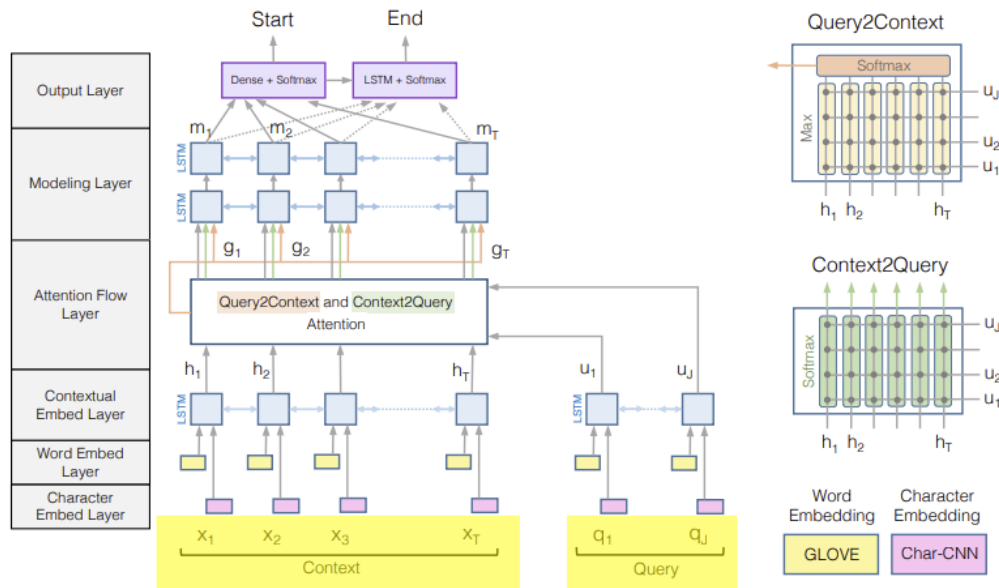 Start End
Output Layer
Dense + Softmax
LSTM + Softmax
m1 m2 mT
Modeling Layer
LSTM
LSTM
g1 g2 gT
Attention Flow
Layer
Query2Context and Context2Query
Attention
h1 h2 hT
u1 uJ
Contextual
Embed Layer
LSTM
LSTM
Word Embed
Layer
Character
Embed Layer
x1 x2 x3 xT
Context
q1 qJ
Query
Query2Context
Softmax
Max
uJ
u2
u1
h1 h2 hT
Context2Query
Softmax
uJ
u2
u1
h1 h2 hT
Word
Embedding
GLOVE
Character
Embedding
Char-CNN